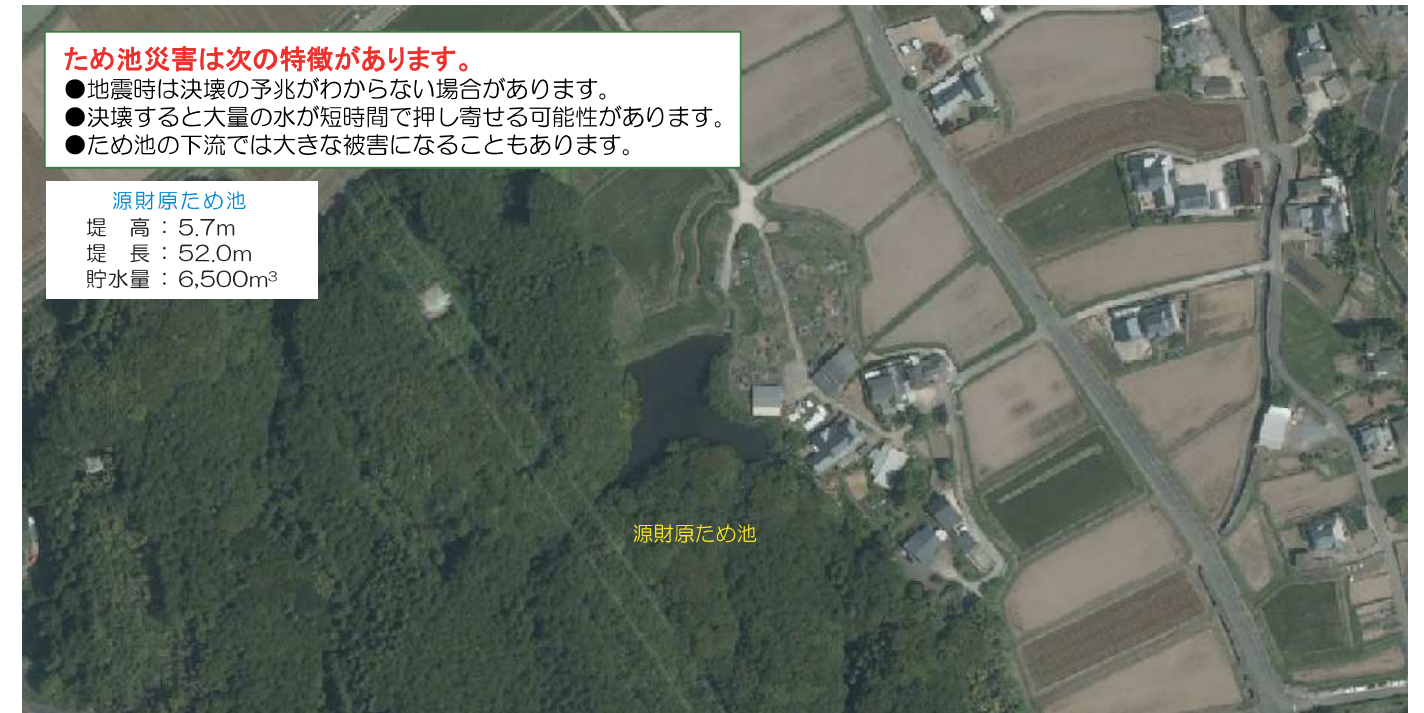 ため池災害は次の特徴があります。
●地震時は決壊の予兆がわからない場合があります。
●決壊すると大量の水が短時間で押し寄せる可能性があります。
●ため池の下流では大きな被害になることもあります。
源財原ため池
堤　高：5.7m
堤　長：52.0m
貯水量：6,500m³
源財原ため池